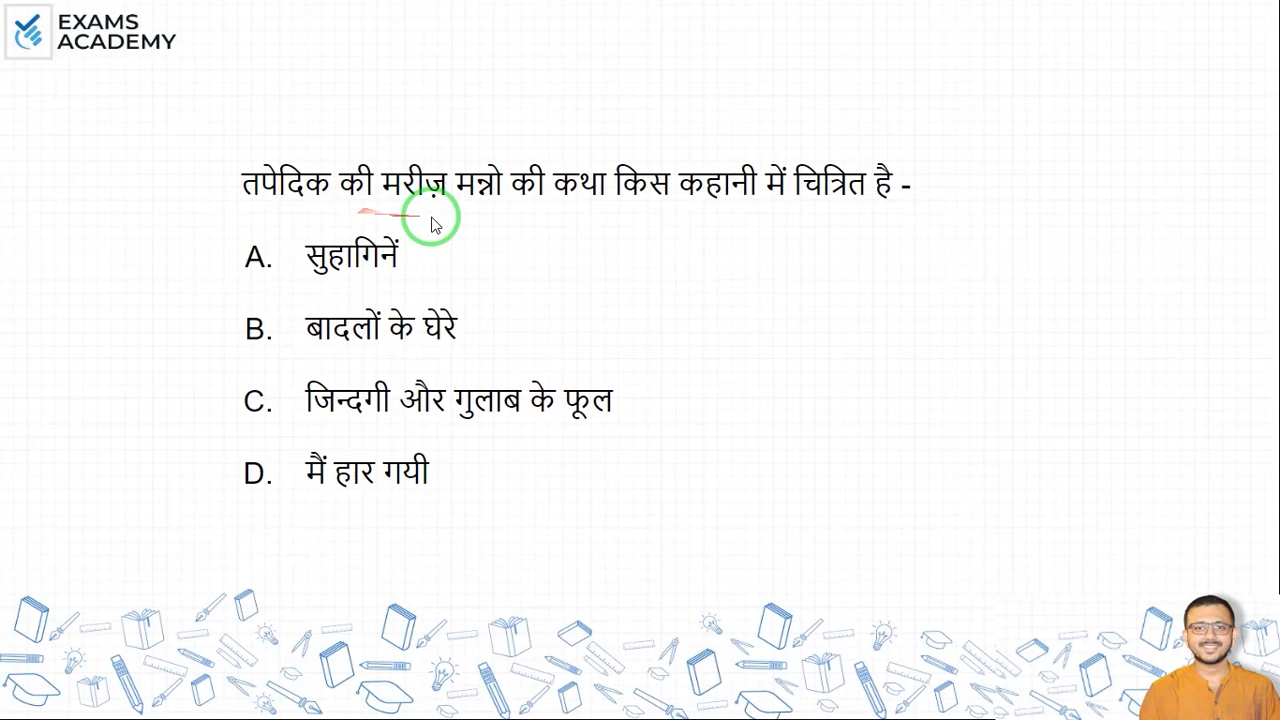 EXAMS
ACADEMY
तपेदिक की मरीज़ मन्नो की कथा किस कहानी में चित्रित है -
A. सुहागिनें
B. बादलों के घेरे
C. जिन्दगी और गुलाब के फूल
D. मैं हार गयी